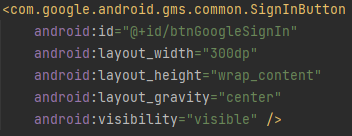 <com.google.android.gms.common.SignInButton
android:id="@+id/btnGoogleSignIn"
android:layout_width="300dp"
android:layout_height="wrap_content"
android:layout_gravity="center"
android:visibility="visible" />